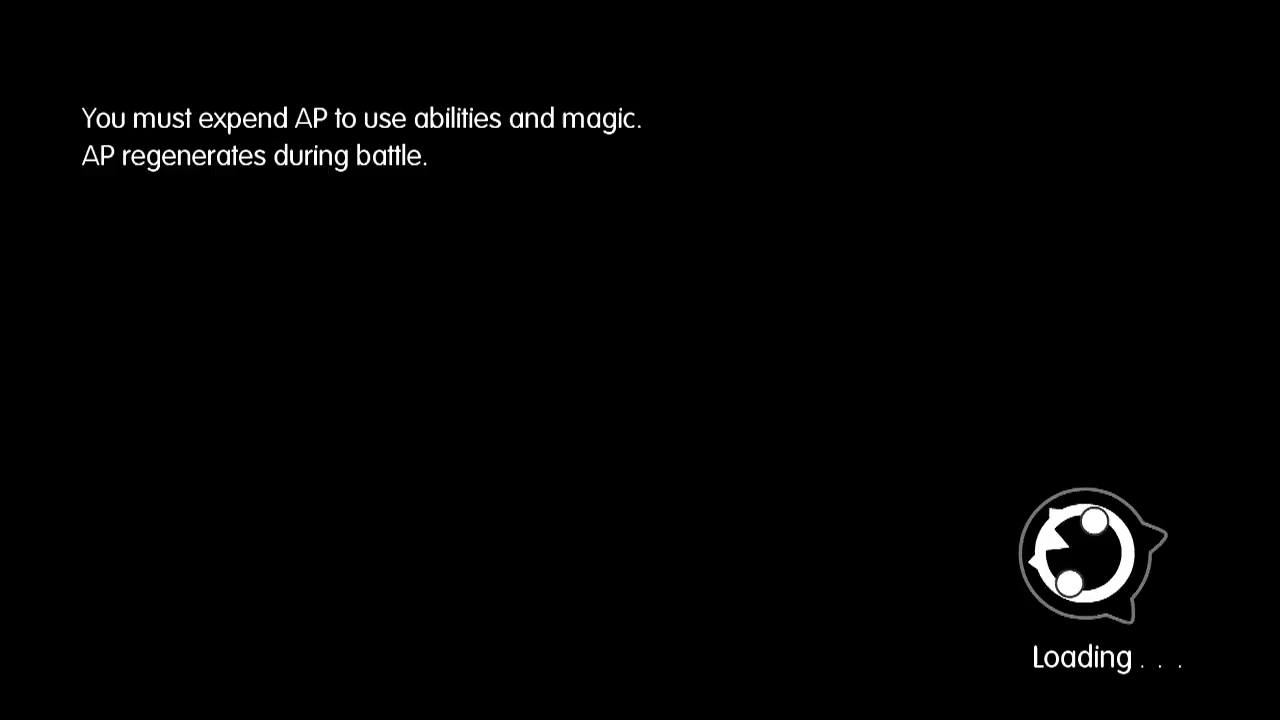 You must expend AP to use abilities and magic.
AP regenerates during battle.
Loading . . .